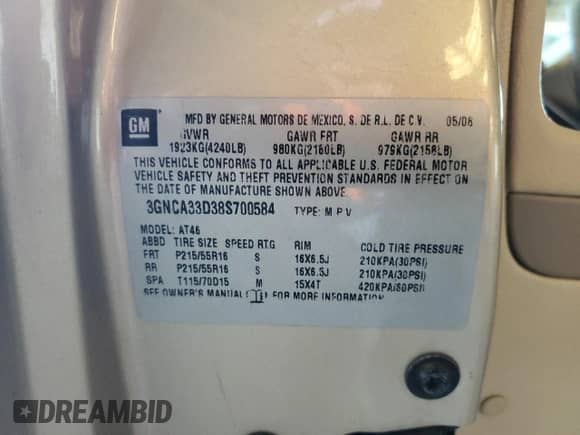 GM
MFD BY GENERAL MOTORS DE MEXICO, S. DE R.L. DE C.V. 05/08
GVWR GAWR FRT GAWR RR
1923KG(4240LB) 980KG(2160LB) 979KG(2158LB)
THIS VEHICLE CONFORMS TO ALL APPLICABLE U.S. FEDERAL MOTOR
VEHICLE SAFETY AND THEFT PREVENTION STANDARDS IN EFFECT ON
THE DATE OF MANUFACTURE SHOWN ABOVE.
3GNCA33D38S700584 TYPE: M P V
MODEL: AT46
ABBD TIRE SIZE SPEED RTG RIM COLD TIRE PRESSURE
FRT P215/55R16 S 16X6.5J 210KPA(30PSI)
RR P215/55R16 S 16X6.5J 210KPA(30PSI)
SPA T115/70D15 M 15X4T 420KPA(60PSI)
SEE OWNER'S MANUAL FOR MORE INFORMATION
DREAMBID